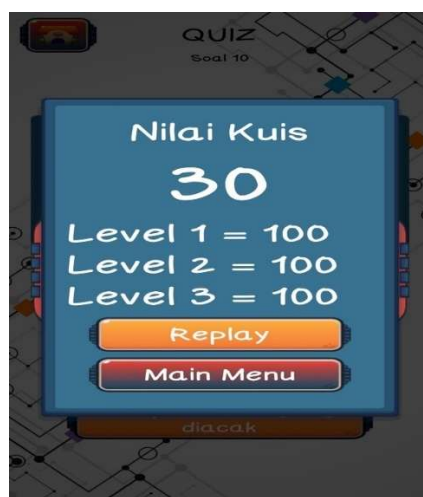 QUIZ
Soal 10
Nilai Kuis
30
Level 1 = 100
Level 2 = 100
Level 3 = 100
Replay
Main Menu
diacak